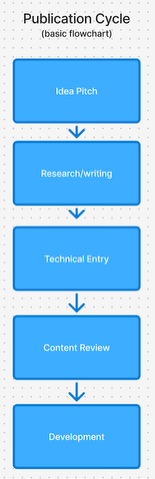 Publication Cycle
(basic flowchart)
Idea Pitch
Research/writing
Technical Entry
Content Review
Development